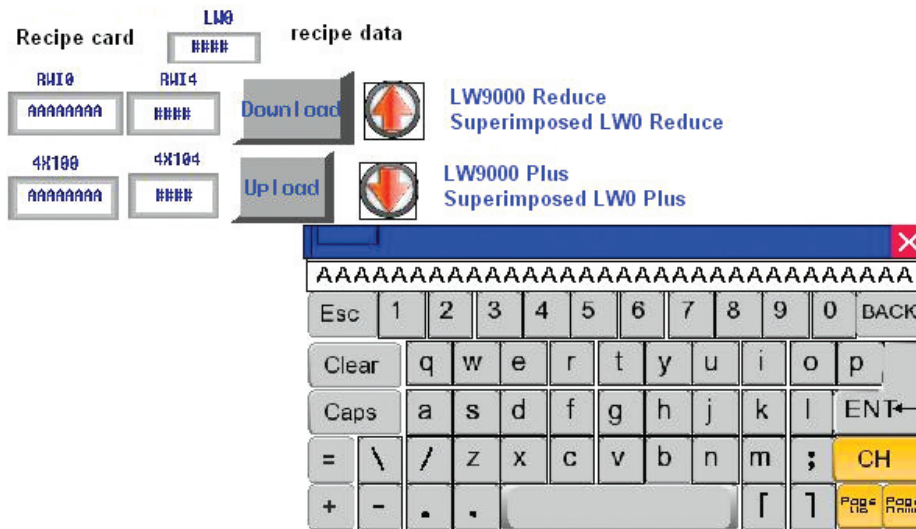 LW0
Recipe card
####
recipe data
RWI0
RWI4
AAAAAAAA
####
Download
LW9000 Reduce
Superimposed LW0 Reduce
4X100
4X104
AAAAAAAA
####
Upload
LW9000 Plus
Superimposed LW0 Plus
AAAAAAAAAAAAAAAAAAAAAAAAAAAAAAAA
Esc 1 2 3 4 5 6 7 8 9 0 BACK
Clear q w e r t y u i o p
Caps a s d f g h j k l ENT
= \ / z x c v b n m ; CH
+ - . , [ ] Page Page